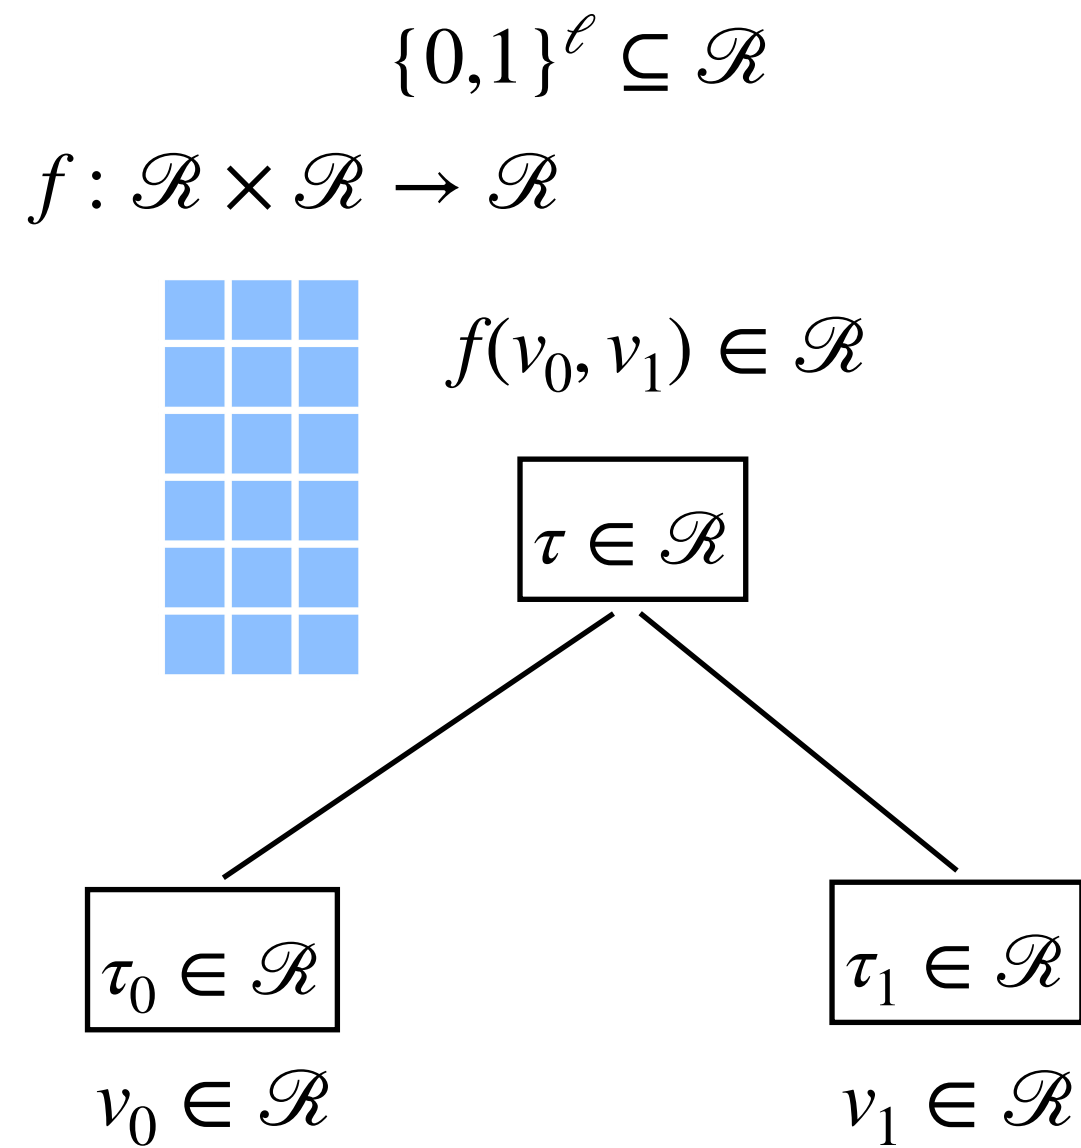 {0,1}^ℓ ⊆ ℛ
f : ℛ × ℛ → ℛ
f(v₀, v₁) ∈ ℛ
τ ∈ ℛ
τ₀ ∈ ℛ
τ₁ ∈ ℛ
v₀ ∈ ℛ
v₁ ∈ ℛ